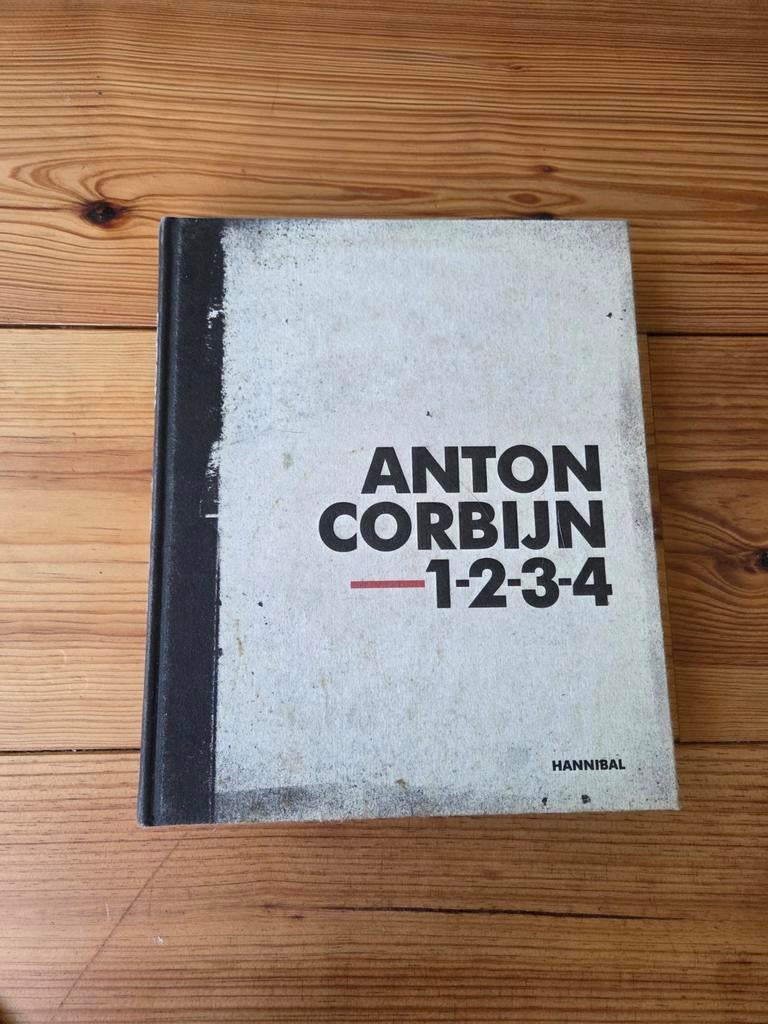 ANTON
CORBIJN
1-2-3-4
HANNIBAL